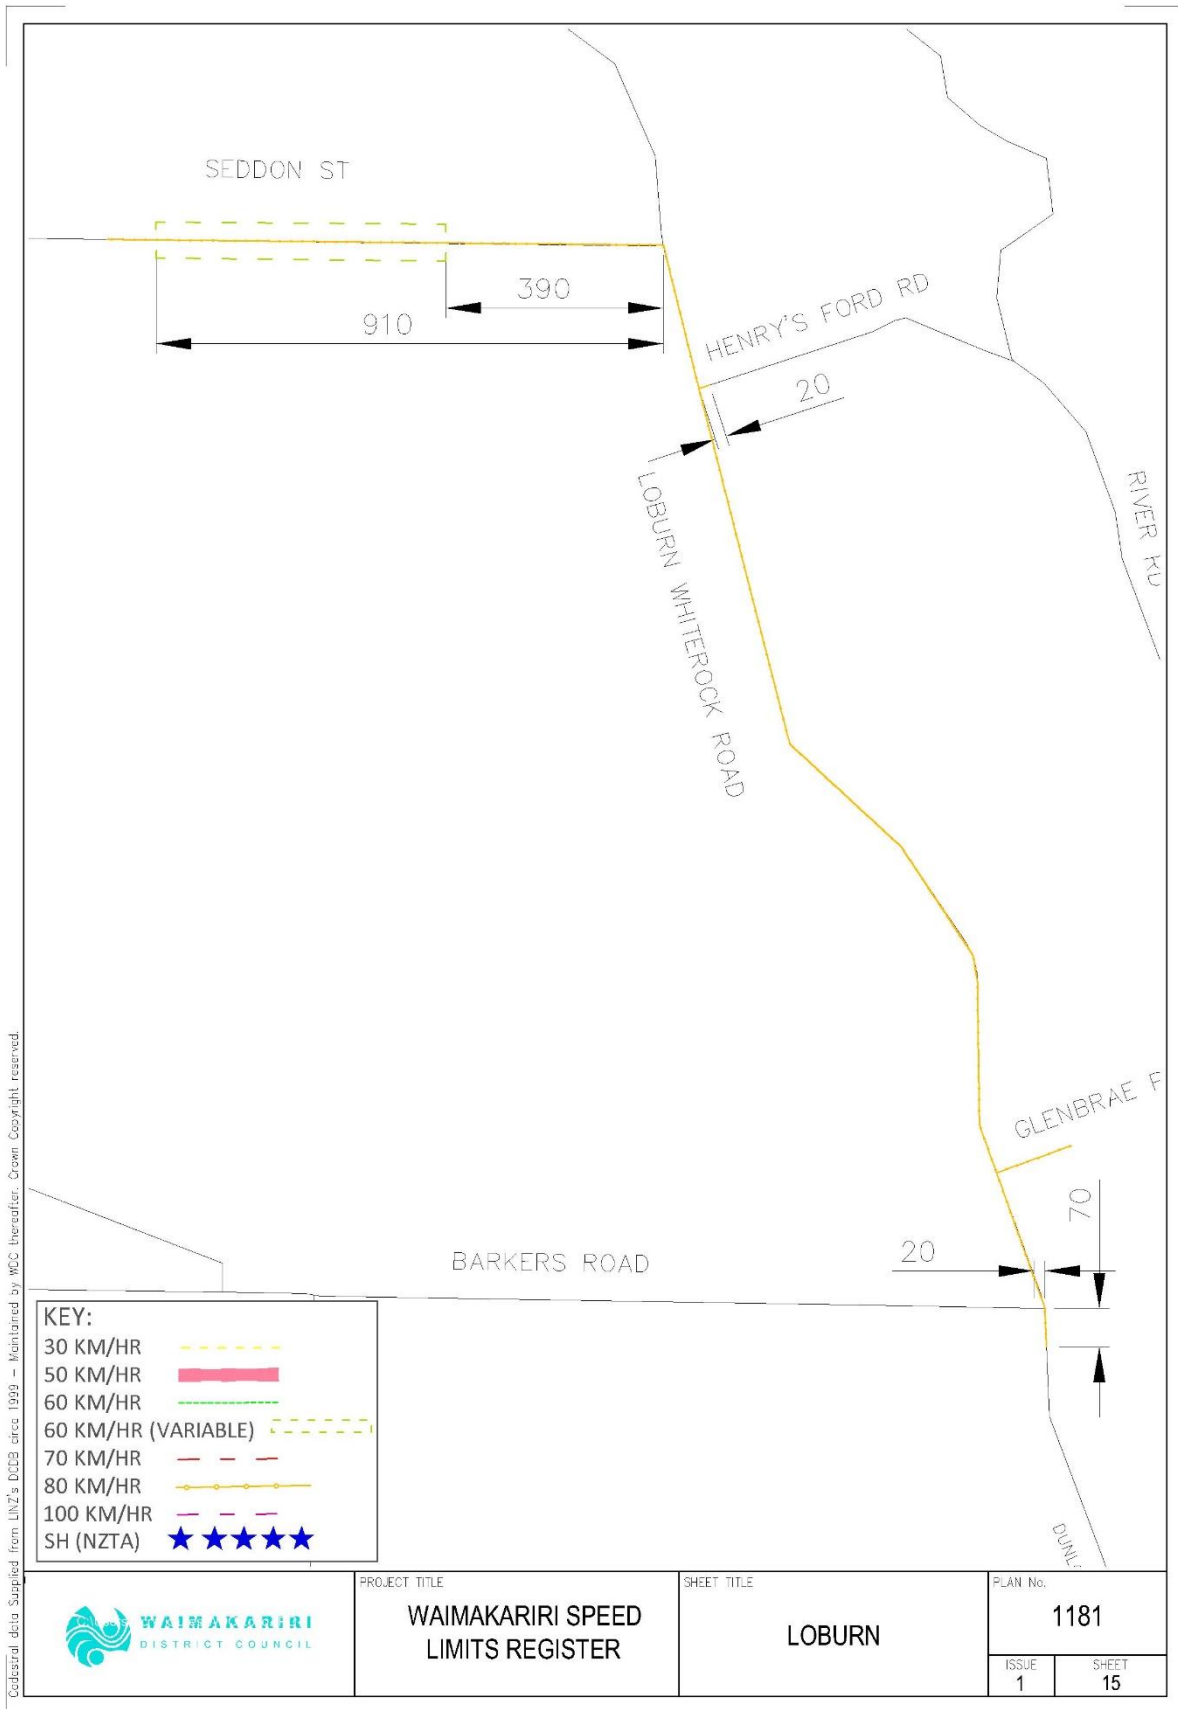 SEDDON ST
390
910
HENRY'S FORD RD
20
LOBURN WHITEROCK ROAD
RIVER RD
GLENBRAE
70
20
BARKERS ROAD
KEY:
30 KM/HR
50 KM/HR
60 KM/HR
60 KM/HR (VARIABLE)
70 KM/HR
80 KM/HR
100 KM/HR
SH (NZTA)
Cadastral data Supplied from LINZ's DCDB circa 1999 – Maintained by WDC thereafter. Crown Copyright reserved.
WAIMAKARIRI
DISTRICT COUNCIL
PROJECT TITLE
WAIMAKARIRI SPEED
LIMITS REGISTER
SHEET TITLE
LOBURN
PLAN No.
1181
ISSUE
1
SHEET
15